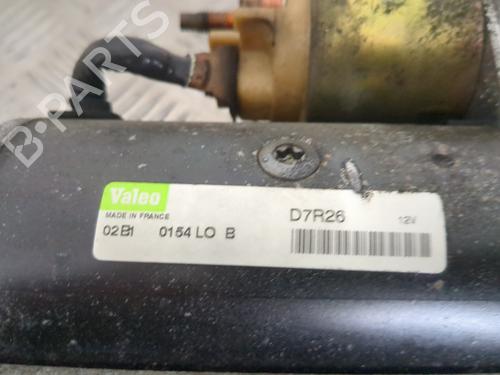 B-PARTS
Valeo
MADE IN FRANCE
D7R26 12V
02B1 0154 LO B